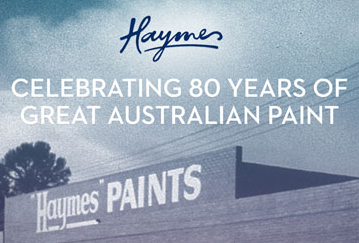 Haymes
CELEBRATING 80 YEARS OF
GREAT AUSTRALIAN PAINT
"Haymes" PAINTS